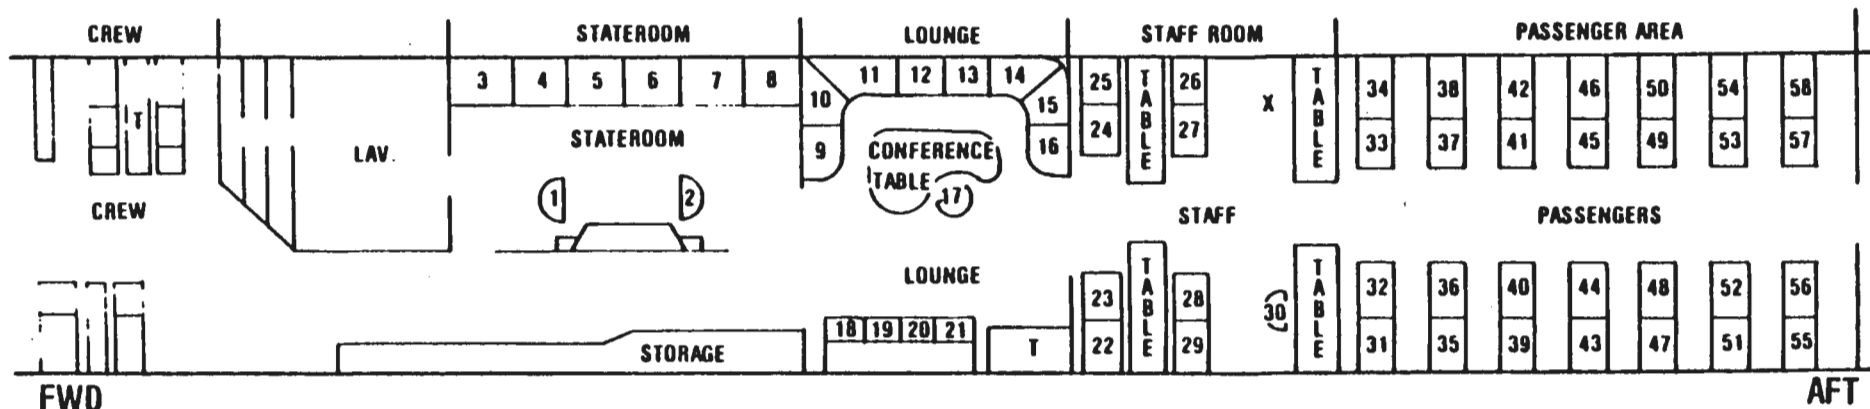 CREW STATEROOM LOUNGE STAFF ROOM PASSENGER AREA
3 4 5 6 7 8 11 12 13 14 25 TABLE 26 TABLE 34 38 42 46 50 54 58
T 10 15 24 27 X 33 37 41 45 49 53 57
LAV. STATEROOM 9 CONFERENCE TABLE 16
CREW 1 2 17 STAFF PASSENGERS
LOUNGE 23 TABLE 28 30 TABLE 32 36 40 44 48 52 56
STORAGE 18 19 20 21 T 22 29 31 35 39 43 47 51 55
FWD AFT